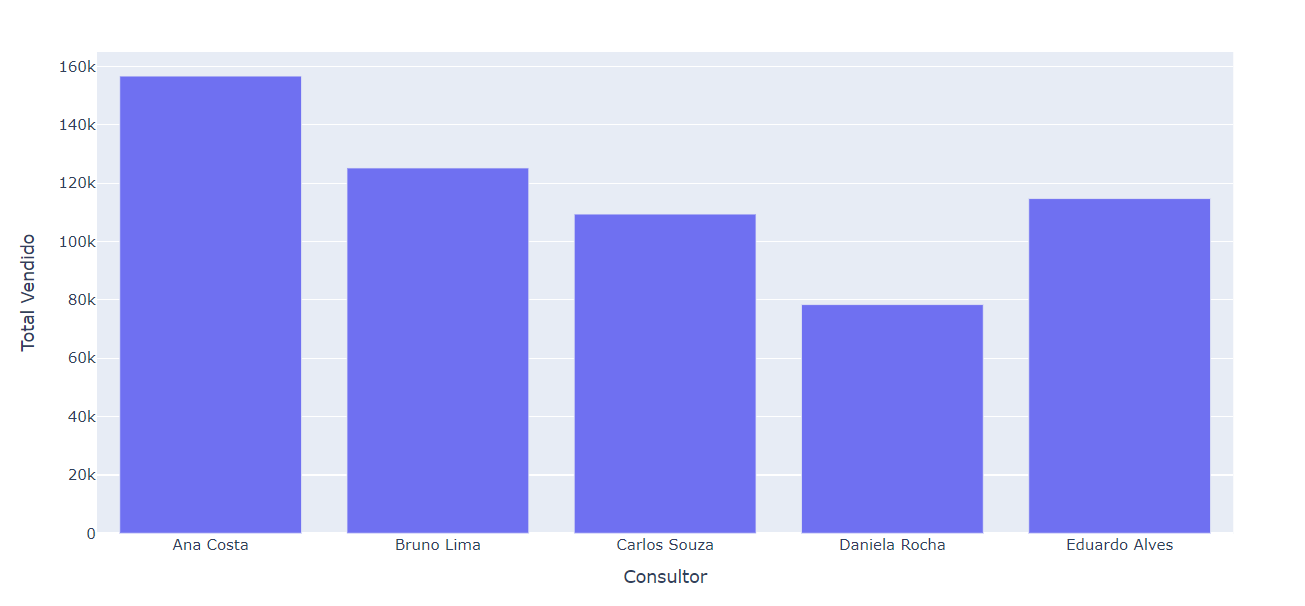 Total Vendido
160k
140k
120k
100k
80k
60k
40k
20k
0
Ana Costa Bruno Lima Carlos Souza Daniela Rocha Eduardo Alves
Consultor